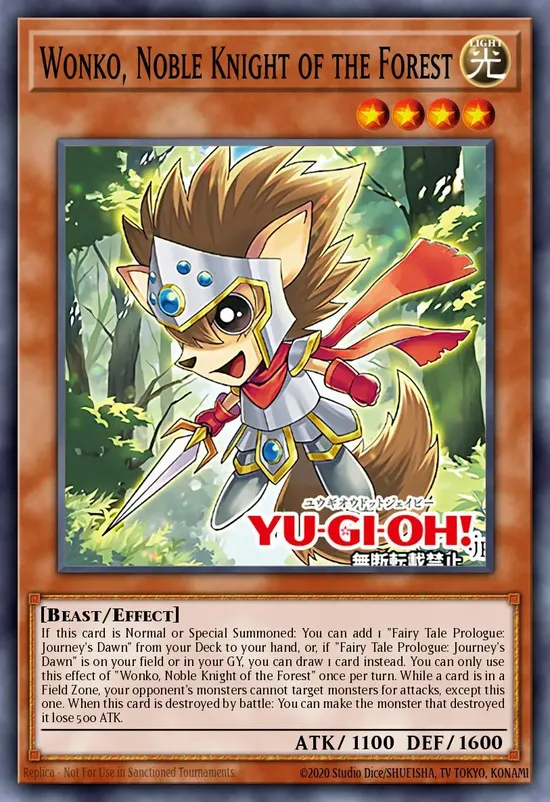 WONKO, NOBLE KNIGHT OF THE FOREST
LIGHT
光
ユウギオウドットジェイピー
YU-GI-OH!
無断転載禁止
[BEAST/EFFECT]
If this card is Normal or Special Summoned: You can add 1 "Fairy Tale Prologue:
Journey's Dawn" from your Deck to your hand, or, if "Fairy Tale Prologue: Journey's
Dawn" is on your field or in your GY, you can draw 1 card instead. You can only use
this effect of "Wonko, Noble Knight of the Forest" once per turn. While a card is in a
Field Zone, your opponent's monsters cannot target monsters for attacks, except this
one. When this card is destroyed by battle: You can make the monster that destroyed
it lose 500 ATK.
ATK/ 1100 DEF/1600
Replica - Not For Use in Sanctioned Tournaments
©2020 Studio Dice/SHUEISHA, TV TOKYO, KONAMI